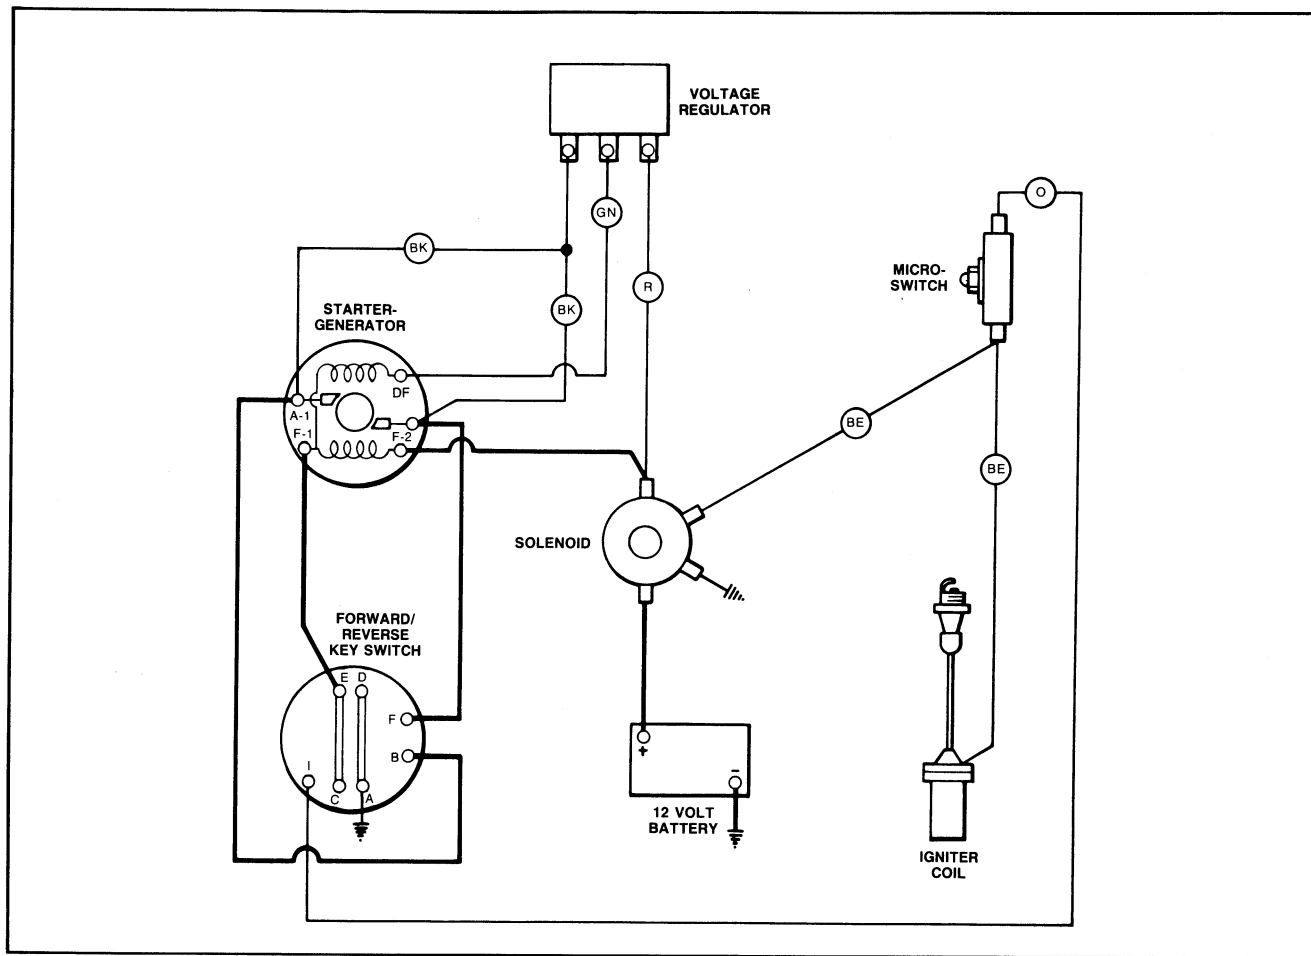 VOLTAGE
REGULATOR
O
GN
BK
MICRO-
SWITCH
R
BK
STARTER-
GENERATOR
DF
A-1
F-1
F-2
BE
BE
SOLENOID
FORWARD/
REVERSE
KEY SWITCH
E D
F
B
I
C
A
+
-
12 VOLT
BATTERY
IGNITER
COIL